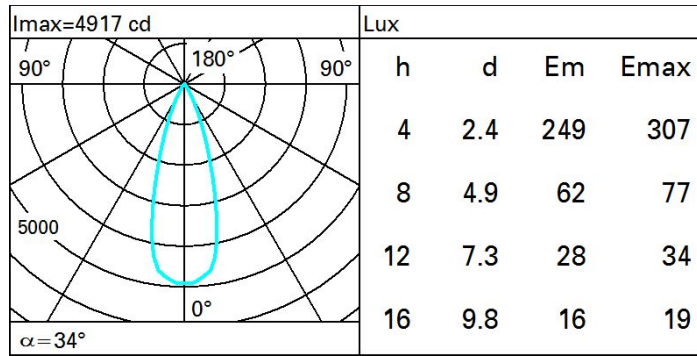 Imax=4917 cd
Lux
90° 180° 90°
h d Em Emax
4 2.4 249 307
8 4.9 62 77
5000
12 7.3 28 34
0°
16 9.8 16 19
α=34°